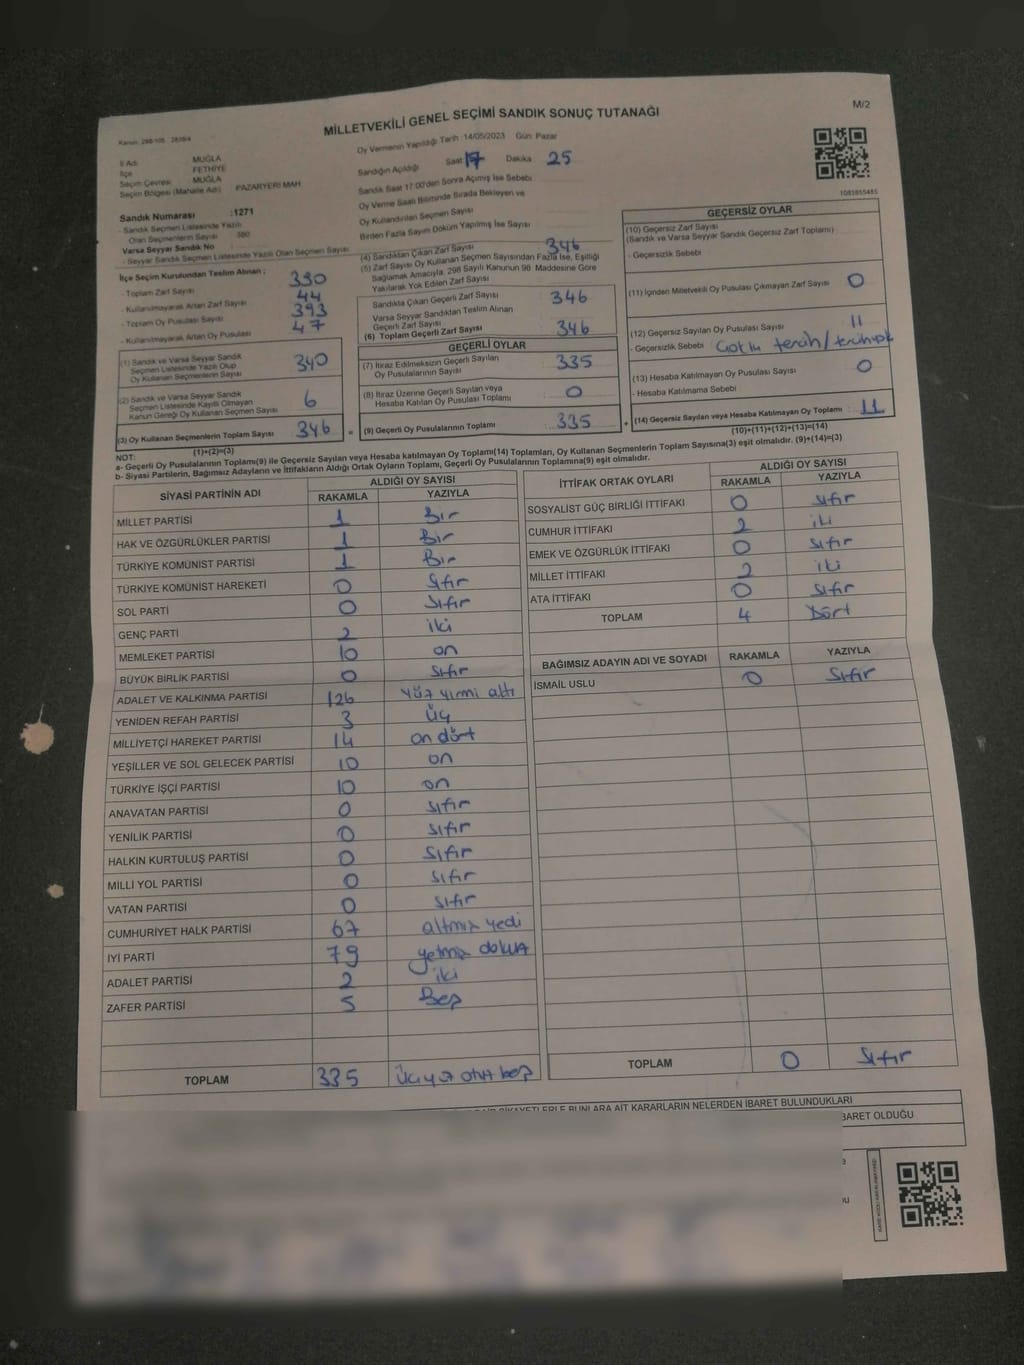 M/2
MİLLETVEKİLİ GENEL SEÇİMİ SANDIK SONUÇ TUTANAĞI
Oy Vermenin Yapıldığı Tarih :14/05/2023 Gün: Pazar
İl Adı MUĞLA
İlçe FETHİYE
Seçim Çevresi MUĞLA
Seçim Bölgesi (Mahalle Adı) PAZARYERİ MAH
Sandığın Açıldığı Saat 17 Dakika 25
Sandık Saat 17:00'den Sonra Açılmış İse Sebebi
Oy Verme Saati Bitiminde Sırada Bekleyen ve
Oy Kullandırılan Seçmen Sayısı
Birden Fazla Sayım Döküm Yapılmış İse Sayısı
1081855485
Sandık Numarası :1271
- Sandık Seçmen Listesinde Yazılı
Olan Seçmenlerin Sayısı 380
Varsa Seyyar Sandık No
- Seyyar Sandık Seçmen Listesinde Yazılı Olan Seçmen Sayısı
İlçe Seçim Kurulundan Teslim Alınan ;
- Toplam Zarf Sayısı
- Kullanılmayarak Artan Zarf Sayısı 44
- Toplam Oy Pusulası Sayısı 393
- Kullanılmayarak Artan Oy Pusulası 47
(1) Sandık ve Varsa Seyyar Sandık
Seçmen Listesinde Yazılı Olup
Oy Kullanan Seçmenlerin Sayısı 340
(2) Sandık ve Varsa Seyyar Sandık
Seçmen Listesinde Kayıtlı Olmayan
Kanun Gereği Oy Kullanan Seçmen Sayısı 6
(3) Oy Kullanan Seçmenlerin Toplam Sayısı 346
(1)+(2)=(3)
(4) Sandıktan Çıkan Zarf Sayısı 346
(5) Zarf Sayısı Oy Kullanan Seçmen Sayısından Fazla İse, Eşitliği
Sağlamak Amacıyla, 298 Sayılı Kanunun 98. Maddesine Göre
Yakılarak Yok Edilen Zarf Sayısı
Sandıkta Çıkan Geçerli Zarf Sayısı 346
Varsa Seyyar Sandıktan Teslim Alınan
Geçerli Zarf Sayısı
(6) Toplam Geçerli Zarf Sayısı 346
GEÇERLİ OYLAR
(7) İtiraz Edilmeksizin Geçerli Sayılan
Oy Pusulasının Sayısı 335
(8) İtiraz Üzerine Geçerli Sayılan veya
Hesaba Katılan Oy Pusulası Toplamı 0
(9) Geçerli Oy Pusulalarının Toplamı 335
GEÇERSİZ OYLAR
(10) Geçersiz Zarf Sayısı
(Sandık ve Varsa Seyyar Sandık Geçersiz Zarf Toplamı)
- Geçersizlik Sebebi
(11) İçinden Milletvekili Oy Pusulası Çıkmayan Zarf Sayısı 0
(12) Geçersiz Sayılan Oy Pusulası Sayısı 11
- Geçersizlik Sebebi Çoklu tercih/
(13) Hesaba Katılmayan Oy Pusulası Sayısı 0
- Hesaba Katılmama Sebebi
(14) Geçersiz Sayılan veya Hesaba Katılmayan Oy Toplamı 11
(10)+(11)+(12)+(13)=(14)
NOT:
a- Geçerli Oy Pusulalarının Toplamı(9) ile Geçersiz Sayılan veya Hesaba katılmayan Oy Toplamı(14) Toplamları, Oy Kullanan Seçmenlerin Toplam Sayısına(3) eşit olmalıdır. (9)+(14)=(3)
b- Siyasi Partilerin, Bağımsız Adayların ve İttifakların Aldığı Ortak Oyların Toplamı, Geçerli Oy Pusulalarının Toplamına(9) eşit olmalıdır.
SİYASİ PARTİNİN ADI ALDIĞI OY SAYISI
RAKAMLA YAZIYLA
MİLLET PARTİSİ 1 Bir
HAK VE ÖZGÜRLÜKLER PARTİSİ 1 Bir
TÜRKİYE KOMÜNİST PARTİSİ 1 Bir
TÜRKİYE KOMÜNİST HAREKETİ 0 Sıfır
SOL PARTİ 0 Sıfır
GENÇ PARTİ 2 iki
MEMLEKET PARTİSİ 10 on
BÜYÜK BİRLİK PARTİSİ 0 Sıfır
ADALET VE KALKINMA PARTİSİ 126 yüz yirmi altı
YENİDEN REFAH PARTİSİ 3 üç
MİLLİYETÇİ HAREKET PARTİSİ 14 on dört
YEŞİLLER VE SOL GELECEK PARTİSİ 10 on
TÜRKİYE İŞÇİ PARTİSİ 10 on
ANAVATAN PARTİSİ 0 sıfır
YENİLİK PARTİSİ 0 sıfır
HALKIN KURTULUŞ PARTİSİ 0 sıfır
MİLLİ YOL PARTİSİ 0 sıfır
VATAN PARTİSİ 0 sıfır
CUMHURİYET HALK PARTİSİ 67 altmış yedi
İYİ PARTİ 79 yetmiş dokuz
ADALET PARTİSİ 2 iki
ZAFER PARTİSİ 5 Beş
TOPLAM 335 üçyüz otuz beş
İTTİFAK ORTAK OYLARI ALDIĞI OY SAYISI
RAKAMLA YAZIYLA
SOSYALİST GÜÇ BİRLİĞİ İTTİFAKI 0 sıfır
CUMHUR İTTİFAKI 2 iki
EMEK VE ÖZGÜRLÜK İTTİFAKI 0 sıfır
MİLLET İTTİFAKI 2 iki
ATA İTTİFAKI 0 sıfır
TOPLAM 4 Dört
BAĞIMSIZ ADAYIN ADI VE SOYADI RAKAMLA YAZIYLA
İSMAİL USLU 0 Sıfır
TOPLAM 0 Sıfır
ŞİKAYETLERLE BUNLARA AİT KARARLARIN NELERDEN İBARET BULUNDUKLARI
BARET OLDUĞU